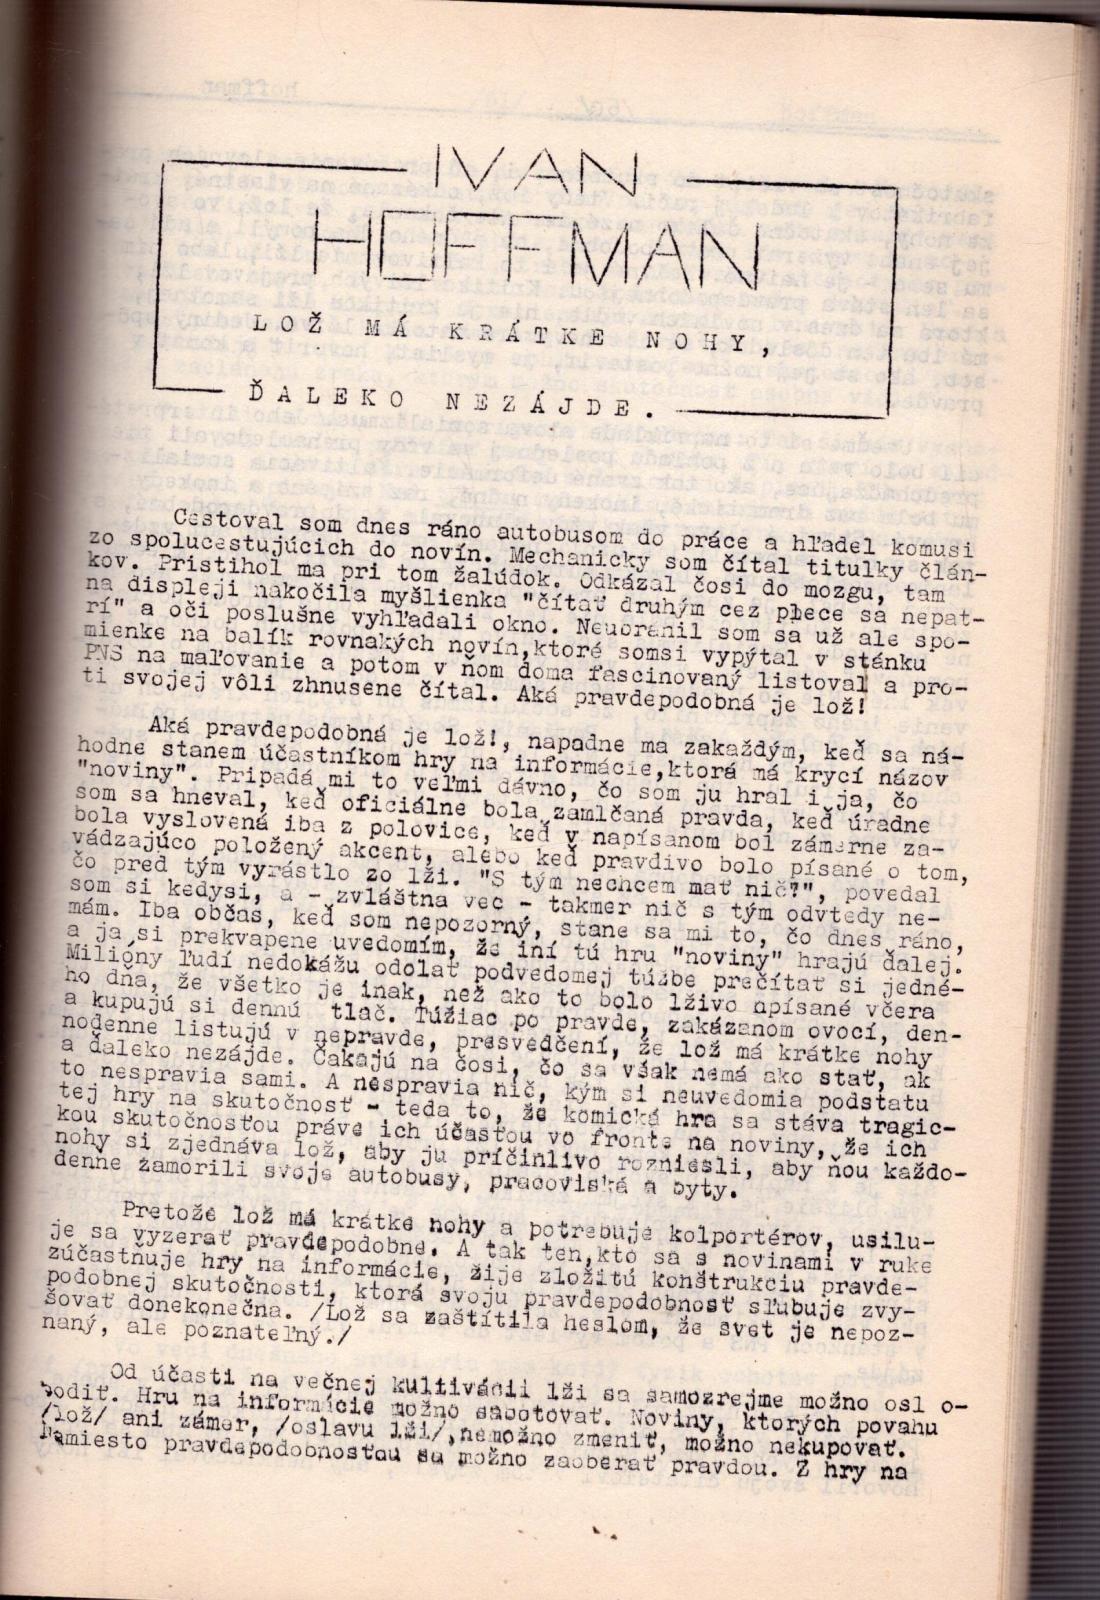 IVAN
HOFFMAN
LOŽ MÁ KRÁTKE NOHY,
ĎALEKO NEZÁJDE.
Cestoval som dnes ráno autobusom do práce a hľadel komusi
zo spolucestujúcich do novín. Mechanicky som čítal titulky člán-
kov. Pristihol ma pri tom žalúdok. Odkázal čosi do mozgu, tam
na displeji nakočila myšlienka "čítať druhým cez plece sa nepat-
rí" a oči poslušne vyhľadali okno. Neubránil som sa už ale spo-
mienke na balík rovnakých novín,ktoré somsi vypýtal v stánku
PNS na maľovanie a potom v ňom doma fascinovaný listoval a pro-
ti svojej vôli zhnusene čítal. Aká pravdepodobná je lož!
Aká pravdepodobná je lož!, napadne ma zakaždým, keď sa ná-
hodne stanem účastníkom hry na informácie,ktorá má krycí názov
"noviny". Pripadá mi to veľmi dávno, čo som ju hral i ja, čo
som sa hneval, keď oficiálne bola zamlčaná pravda, keď úradne
bola vyslovená iba z polovice, keď v napísanom bol zámerne za-
vádzajúco položený akcent, alebo keď pravdivo bolo písané o tom,
čo pred tým vyrástlo zo lži. "S tým nechcem mať nič!", povedal
som si kedysi, a - zvláštna vec - takmer nič s tým odvtedy ne-
mám. Iba občas, keď som nepozorný, stane sa mi to, čo dnes ráno,
a ja si prekvapene uvedomím, že iní tú hru "noviny" hrajú ďalej.
Milióny ľudí nedokážu odolať podvedomej túžbe prečítať si jedné-
ho dňa, že všetko je inak, než ako to bolo lživo opísané včera
a kupujú si dennú tlač. Túžiac po pravde, zakázanom ovocí, den-
nodenne listujú v nepravde, presvedčení, že lož má krátke nohy
a ďaleko nezájde. Čakajú na čosi, čo sa však nemá ako stať, ak
to nespravia sami. A nespravia nič, kým si neuvedomia podstatu
tej hry na skutočnosť - teda to, že komická hra sa stáva tragic-
kou skutočnosťou práve ich účasťou vo fronte na noviny, že ich
nohy si zjednáva lož, aby ju príčinlivo rozniesli, aby ňou každo-
denne zamorili svoje autobusy, pracoviská a byty.
Pretože lož má krátke nohy a potrebuje kolportérov, usilu-
je sa vyzerať pravdepodobne. A tak ten,kto sa s novinami v ruke
zúčastňuje hry na informácie, žije zložitú konštrukciu pravde-
podobnej skutočnosti, ktorá svoju pravdepodobnosť sľubuje zvy-
šovať donekonečna. /Lož sa zaštítila heslom, že svet je nepoz-
naný, ale poznateľný./
Od účasti na večnej kultivácii lži sa samozrejme možno osl o-
bodiť. Hru na informácie možno sabotovať. Noviny, ktorých povahu
/lož/ ani zámer, /oslavu lži/,nemožno zmeniť, možno nekupovať.
Namiesto pravdepodobnosťou sa možno zaoberať pravdou. Z hry na